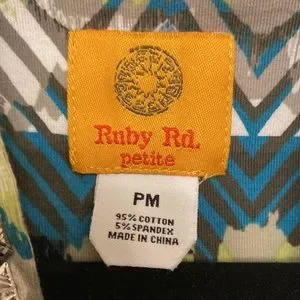 Ruby Rd.
petite
PM
95% COTTON
5% SPANDEX
MADE IN CHINA